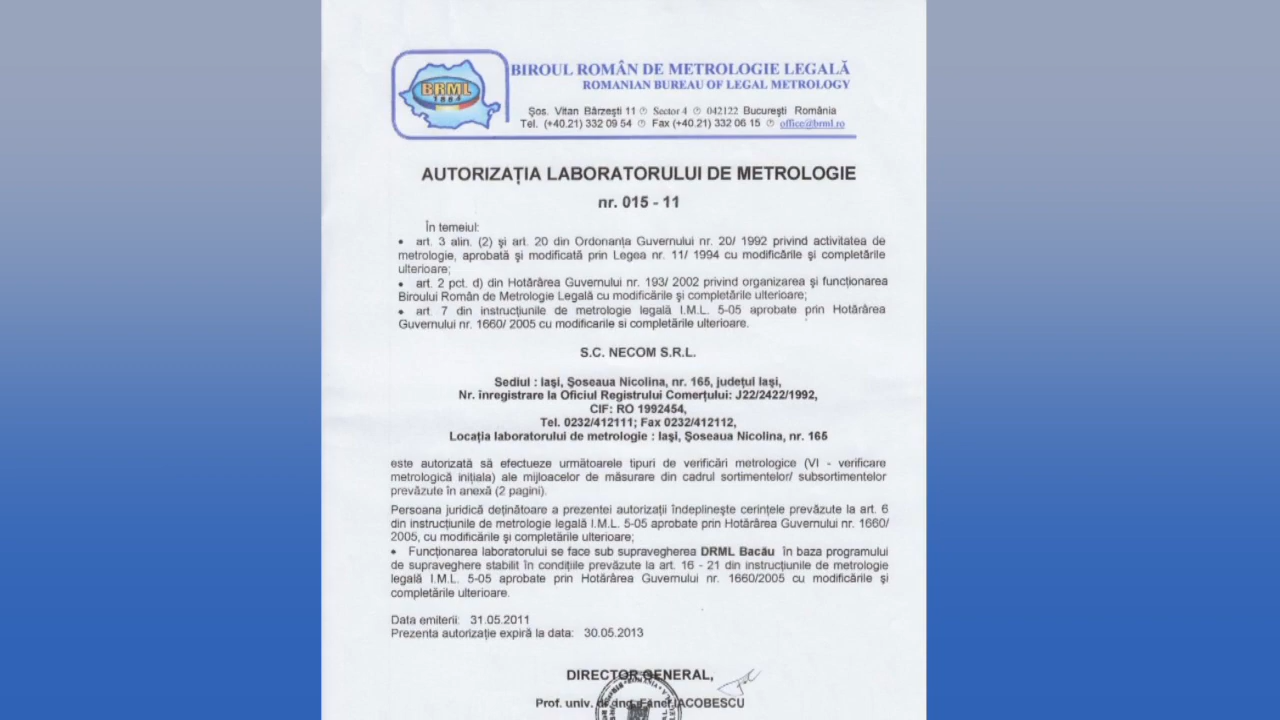 BRML
1884
BIROUL ROMÂN DE METROLOGIE LEGALĂ
ROMANIAN BUREAU OF LEGAL METROLOGY
Şos. Vitan Bârzeşti 11 Sector 4 042122 Bucureşti România
Tel. (+40.21) 332 09 54 Fax (+40.21) 332 06 15 office@brml.ro
AUTORIZAŢIA LABORATORULUI DE METROLOGIE
nr. 015 - 11
În temeiul:
• art. 3 alin. (2) şi art. 20 din Ordonanţa Guvernului nr. 20/ 1992 privind activitatea de
metrologie, aprobată şi modificată prin Legea nr. 11/ 1994 cu modificările şi completările
ulterioare;
• art. 2 pct. d) din Hotărârea Guvernului nr. 193/ 2002 privind organizarea şi funcţionarea
Biroului Român de Metrologie Legală cu modificările şi completările ulterioare;
• art. 7 din instrucţiunile de metrologie legală I.M.L. 5-05 aprobate prin Hotărârea
Guvernului nr. 1660/ 2005 cu modificarile si completările ulterioare.
S.C. NECOM S.R.L.
Sediul : Iaşi, Şoseaua Nicolina, nr. 165, judeţul Iaşi,
Nr. înregistrare la Oficiul Registrului Comerţului: J22/2422/1992,
CIF: RO 1992454,
Tel. 0232/412111; Fax 0232/412112,
Locaţia laboratorului de metrologie : Iaşi, Şoseaua Nicolina, nr. 165
este autorizată să efectueze următoarele tipuri de verificări metrologice (VI - verificare
metrologică iniţiala) ale mijloacelor de măsurare din cadrul sortimentelor/ subsortimentelor
prevăzute în anexă (2 pagini).
Persoana juridică deţinătoare a prezentei autorizaţii îndeplineşte cerinţele prevăzute la art. 6
din instrucţiunile de metrologie legală I.M.L. 5-05 aprobate prin Hotărârea Guvernului nr. 1660/
2005, cu modificările şi completările ulterioare;
• Funcţionarea laboratorului se face sub supravegherea DRML Bacău în baza programului
de supraveghere stabilit în condiţiile prevăzute la art. 16 - 21 din instrucţiunile de metrologie
legală I.M.L. 5-05 aprobate prin Hotărârea Guvernului nr. 1660/2005 cu modificările şi
completările ulterioare.
Data emiterii: 31.05.2011
Prezenta autorizaţie expiră la data: 30.05.2013
DIRECTOR GENERAL,
Prof. univ. dr. ing. Fănel IACOBESCU